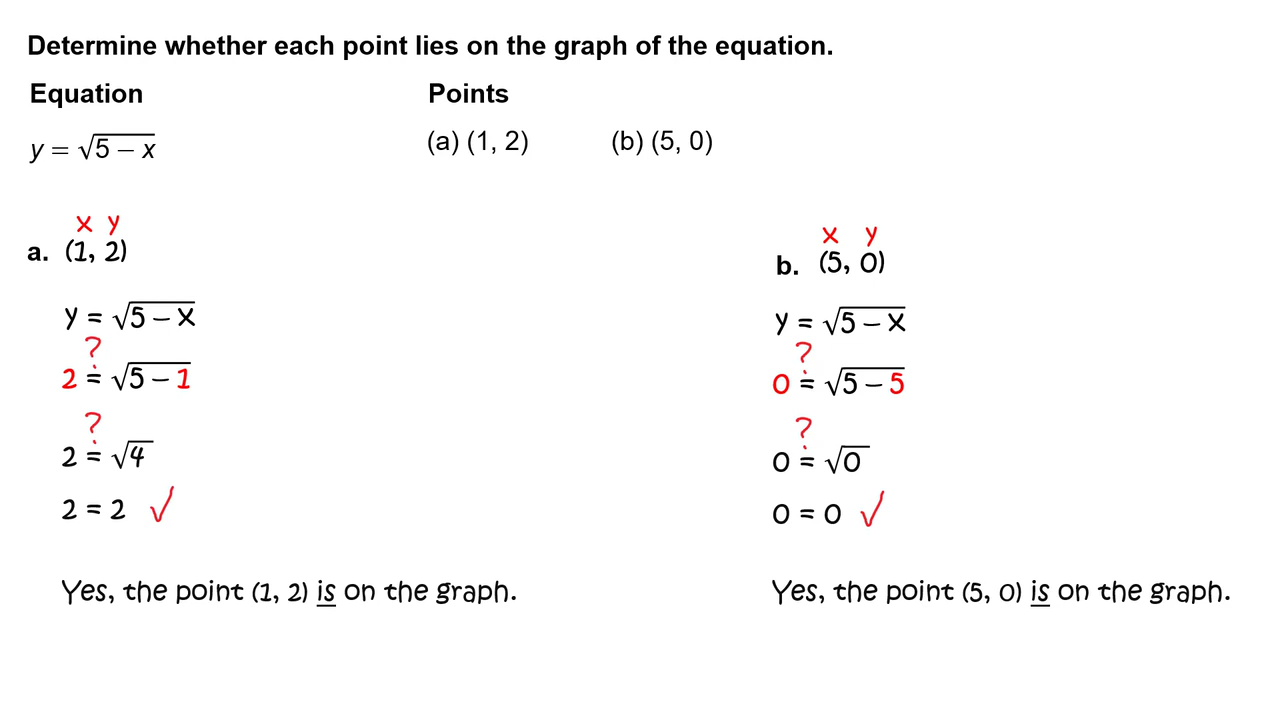 Determine whether each point lies on the graph of the equation.
Equation Points
y = √5 − x (a) (1, 2) (b) (5, 0)
x y
a. (1, 2)
y = √5 − x
?
2 = √5 − 1
?
2 = √4
2 = 2 ✓
Yes, the point (1, 2) is on the graph.
x y
b. (5, 0)
y = √5 − x
?
0 = √5 − 5
?
0 = √0
0 = 0 ✓
Yes, the point (5, 0) is on the graph.